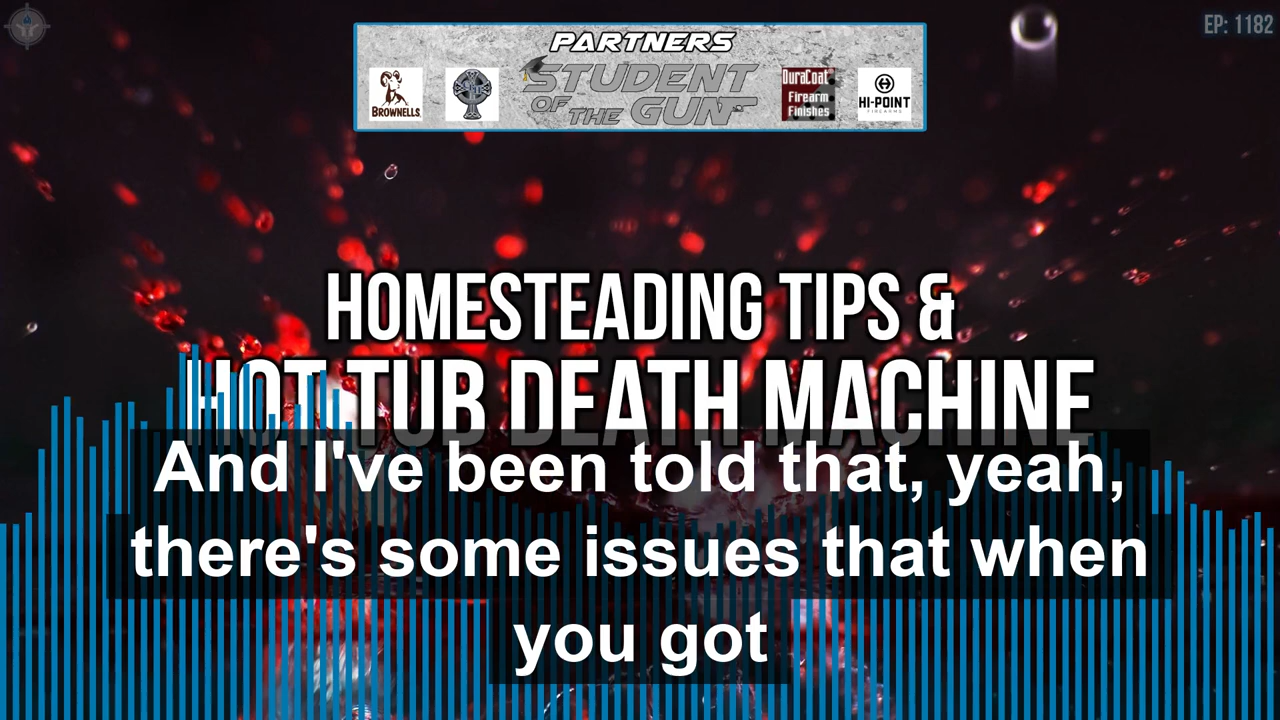 EP: 1182
PARTNERS
STUDENT
OF THE GUN
BROWNELLS
DuraCoat
Firearm
Finishes
HI-POINT
FIREARMS
HOMESTEADING TIPS &
HOT TUB DEATH MACHINE
And I've been told that, yeah,
there's some issues that when
you got